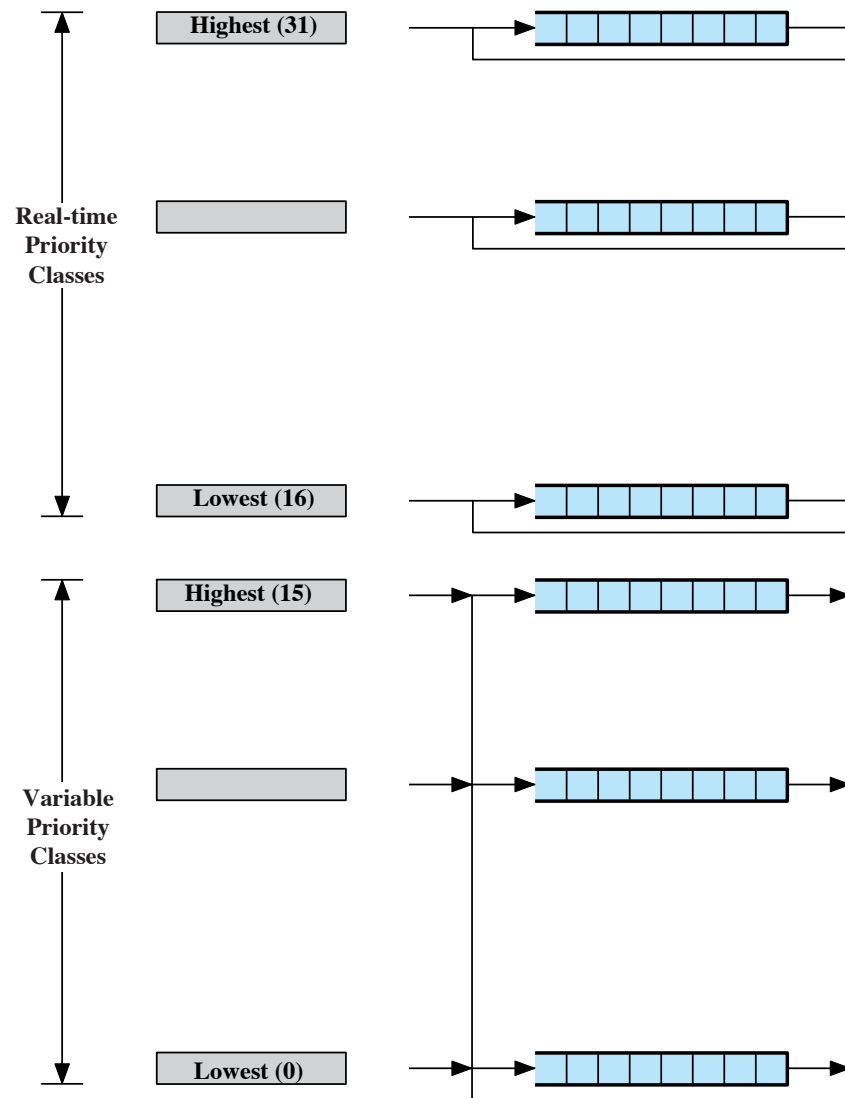 Highest (31)
Real-time
Priority
Classes
Lowest (16)
Highest (15)
Variable
Priority
Classes
Lowest (0)